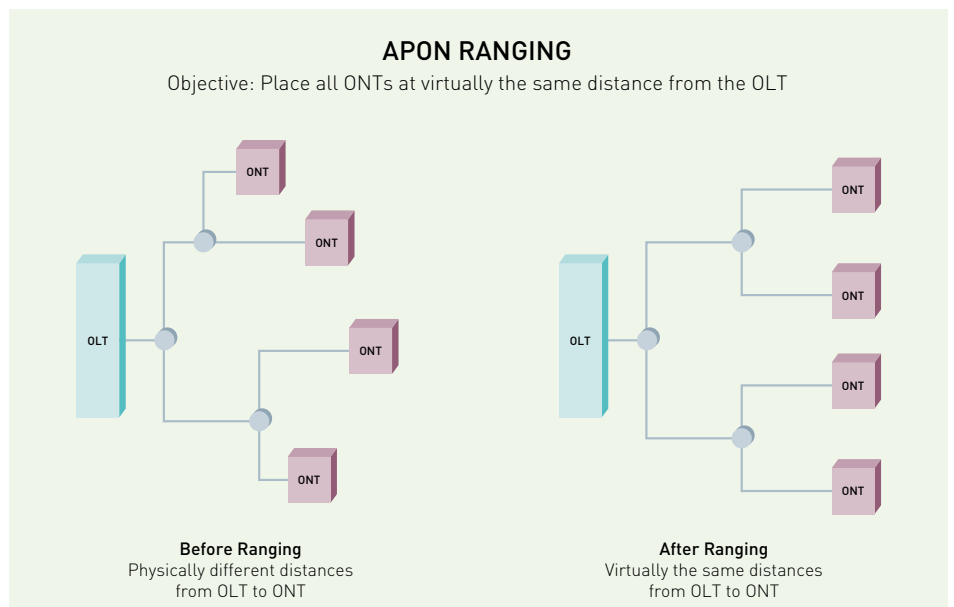 APON RANGING
Objective: Place all ONTs at virtually the same distance from the OLT
ONT
ONT
OLT
ONT
ONT
Before Ranging
Physically different distances
from OLT to ONT
ONT
ONT
OLT
ONT
ONT
After Ranging
Virtually the same distances
from OLT to ONT